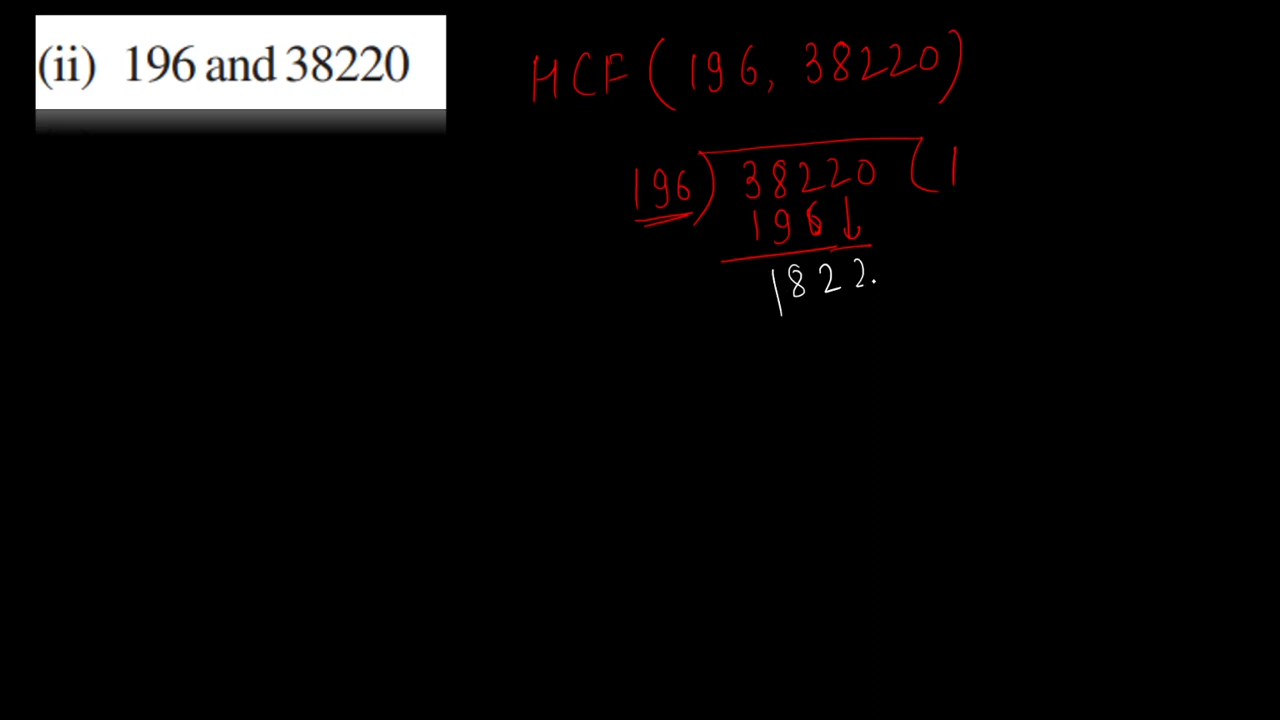 (ii) 196 and 38220
HCF (196, 38220)
196) 38220 (1
196↓
1822.